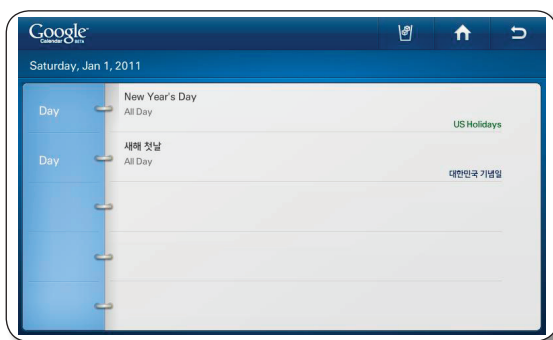 Google
Calendar BETA
Saturday, Jan 1, 2011
Day
New Year's Day
All Day
US Holidays
Day
새해 첫날
All Day
대한민국 기념일